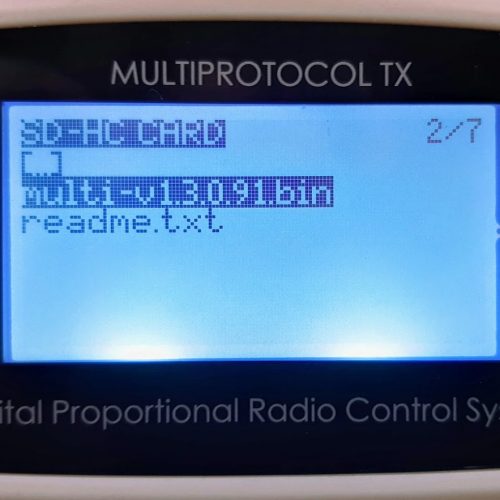 MULTIPROTOCOL TX
SD-HC CARD 2/7
[..]
multi-v1.3.0.91.bin
readme.txt
ital Proportional Radio Control Sy